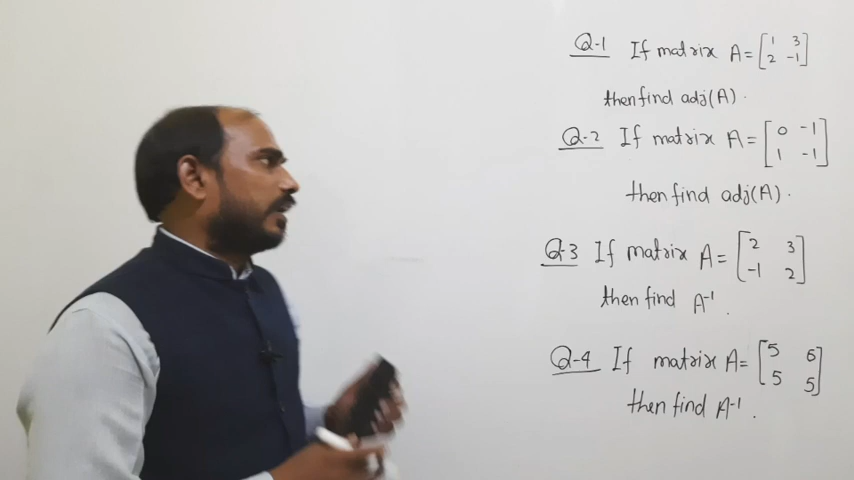 Q-1 If matrix A = [1 3
2 -1]
then find adj(A).
Q-2 If matrix A = [0 -1
1 -1]
then find adj(A).
Q-3 If matrix A = [2 3
-1 2]
then find A⁻¹.
Q-4 If matrix A = [5 6
5 5]
then find A⁻¹.